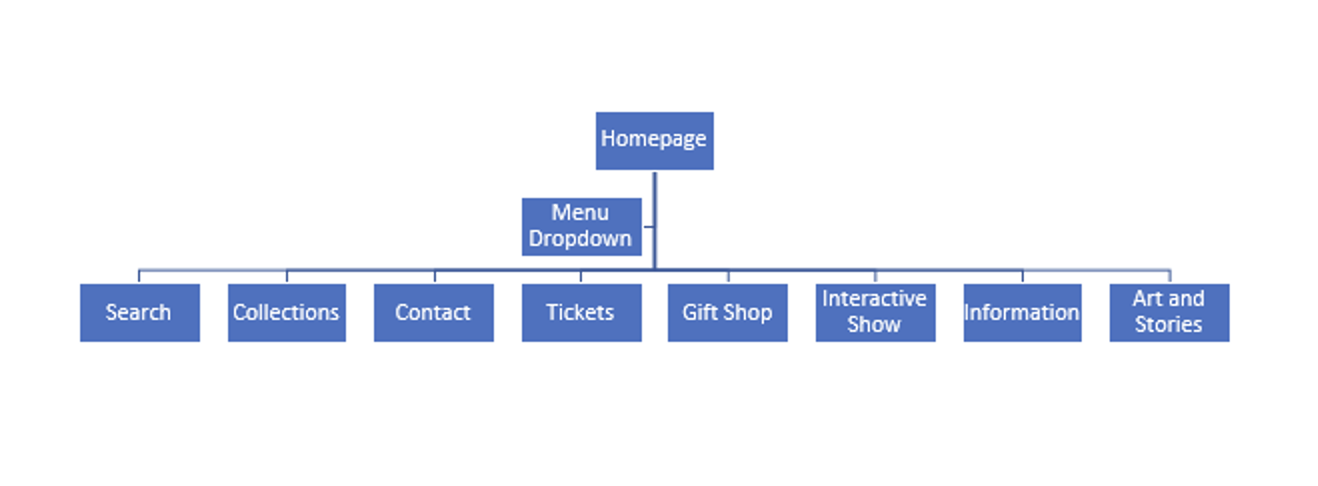 Homepage
Menu
Dropdown
Search
Collections
Contact
Tickets
Gift Shop
Interactive
Show
Information
Art and
Stories